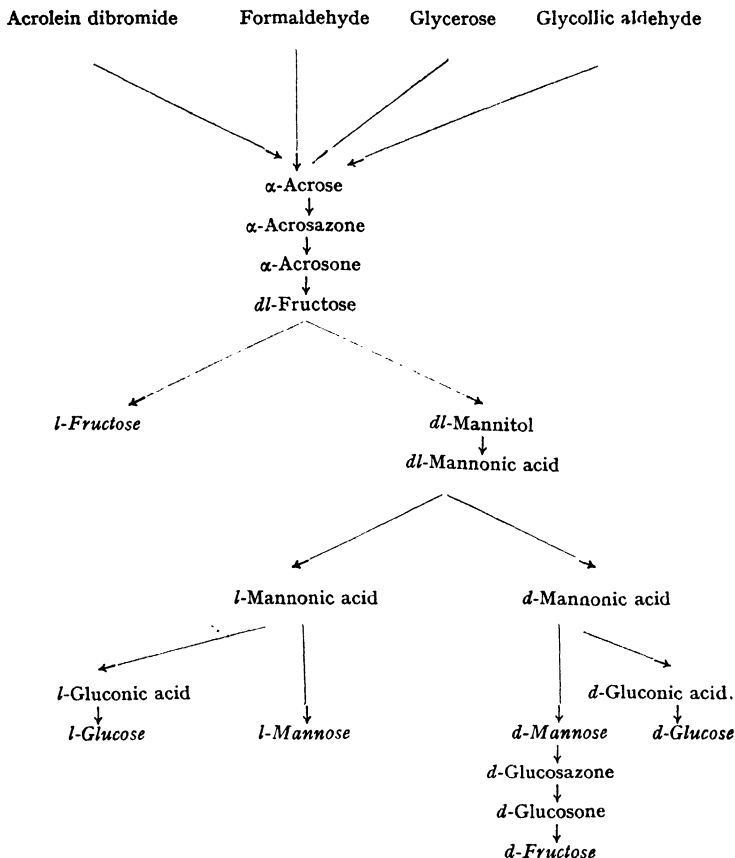 Acrolein dibromide Formaldehyde Glycerose Glycollic aldehyde
α-Acrose
α-Acrosazone
α-Acrosone
dl-Fructose
l-Fructose dl-Mannitol
dl-Mannonic acid
l-Mannonic acid d-Mannonic acid
l-Gluconic acid d-Gluconic acid.
l-Glucose l-Mannose d-Mannose d-Glucose
d-Glucosazone
d-Glucosone
d-Fructose